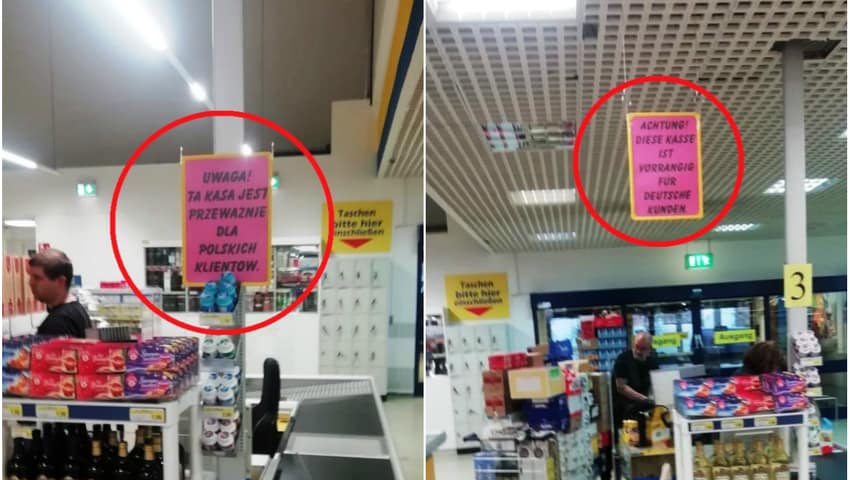 UWAGA!
TA KASA JEST
PRZEWAŻNIE
DLA
POLSKICH
KLIENTOW.
Taschen
bitte hier
einschließen
ACHTUNG!
DIESE KASSE
IST
VORRANGIG
FÜR
DEUTSCHE
KUNDEN.
Taschen
bitte hier
einschließen
Ausgang
3